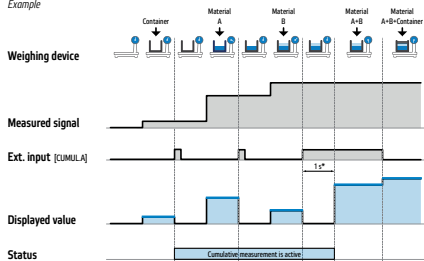 Example
Container
Material
A
Material
B
Material
A+B
Material
A+B+Container
Weighing device
Measured signal
Ext. input [CUMUL.A]
1 s*
Displayed value
Status
Cumulative measurement is active